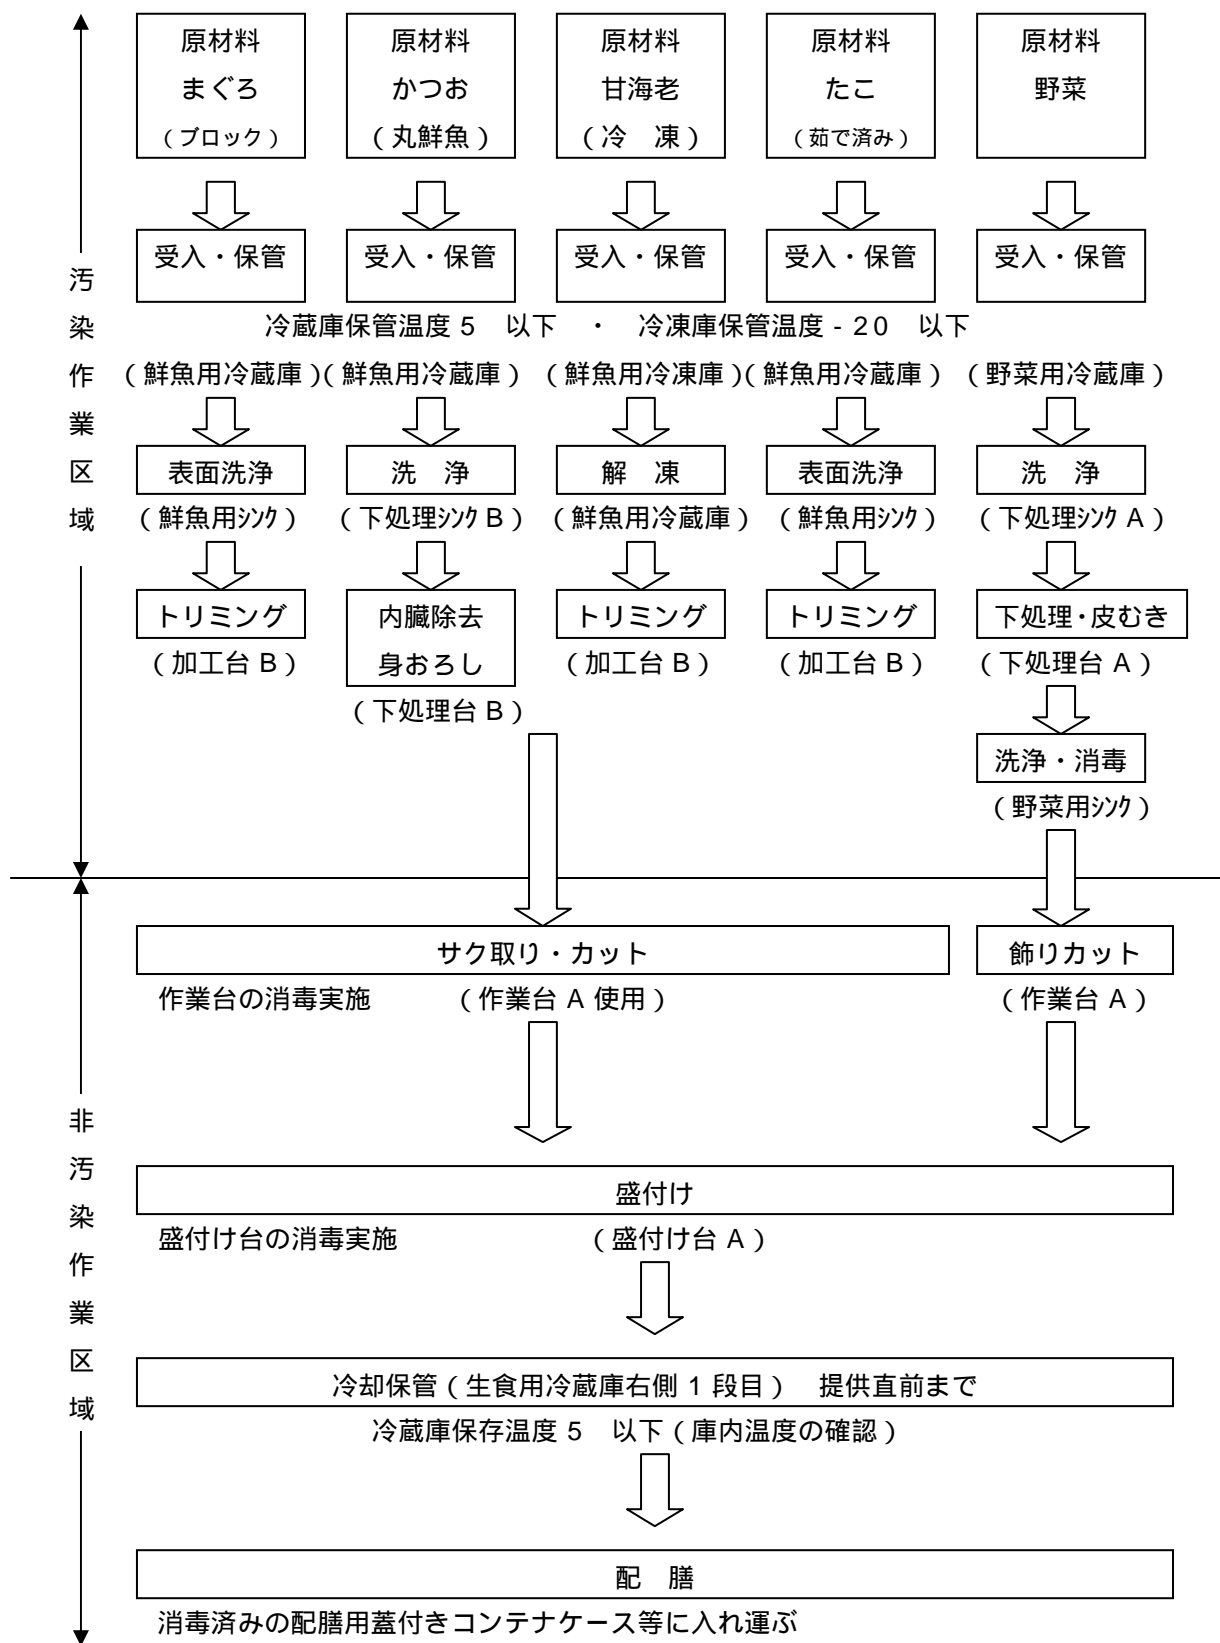 原材料 原材料 原材料 原材料 原材料
まぐろ かつお 甘海老 たこ 野菜
(ブロック) (丸鮮魚) (冷 凍) (茹で済み)
受入・保管 受入・保管 受入・保管 受入・保管 受入・保管
冷蔵庫保管温度 5 以下 ・ 冷凍庫保管温度 - 20 以下
(鮮魚用冷蔵庫)(鮮魚用冷蔵庫) (鮮魚用冷凍庫)(鮮魚用冷蔵庫) (野菜用冷蔵庫)
表面洗浄 洗 浄 解 凍 表面洗浄 洗 浄
(鮮魚用ｼﾝｸ) (下処理ｼﾝｸ B) (鮮魚用冷蔵庫) (鮮魚用ｼﾝｸ) (下処理ｼﾝｸ A)
トリミング 内臓除去 トリミング トリミング 下処理・皮むき
(加工台 B) 身おろし (加工台 B) (加工台 B) (下処理台 A)
(下処理台 B)
洗浄・消毒
(野菜用ｼﾝｸ)
汚染作業区域
サク取り・カット 飾りカット
作業台の消毒実施 (作業台 A 使用) (作業台 A)
盛付け
盛付け台の消毒実施 (盛付け台 A)
冷却保管(生食用冷蔵庫右側 1 段目) 提供直前まで
冷蔵庫保存温度 5 以下(庫内温度の確認)
配 膳
消毒済みの配膳用蓋付きコンテナケース等に入れ運ぶ
非汚染作業区域